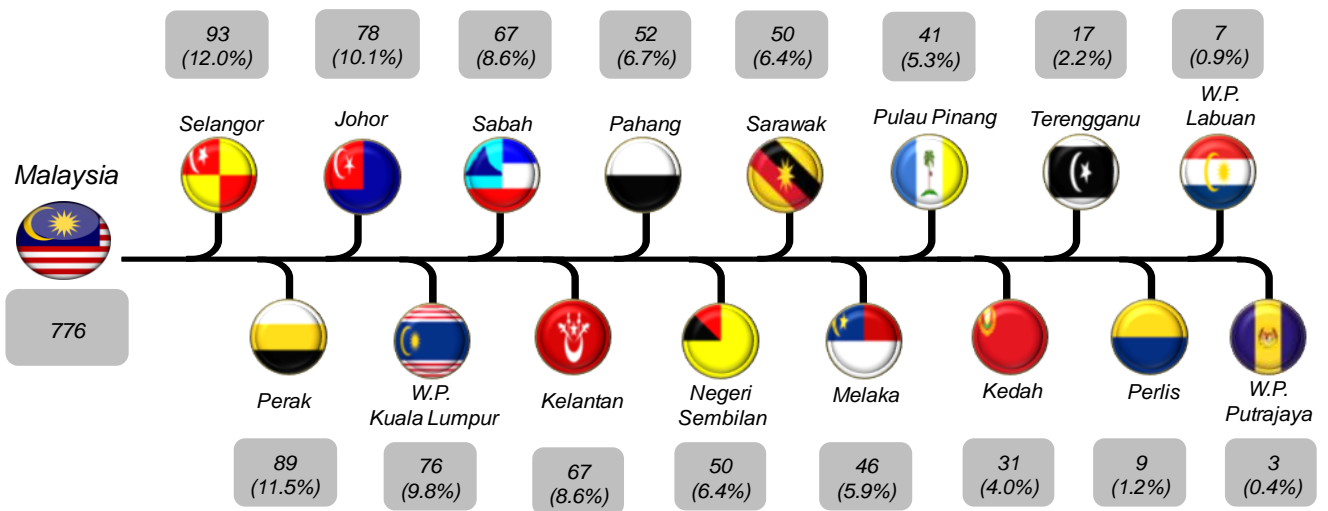 93
(12.0%)
78
(10.1%)
67
(8.6%)
52
(6.7%)
50
(6.4%)
41
(5.3%)
17
(2.2%)
7
(0.9%)
Selangor
Johor
Sabah
Pahang
Sarawak
Pulau Pinang
Terengganu
W.P.
Labuan
Malaysia
776
Perak
W.P.
Kuala Lumpur
Kelantan
Negeri
Sembilan
Melaka
Kedah
Perlis
W.P.
Putrajaya
89
(11.5%)
76
(9.8%)
67
(8.6%)
50
(6.4%)
46
(5.9%)
31
(4.0%)
9
(1.2%)
3
(0.4%)